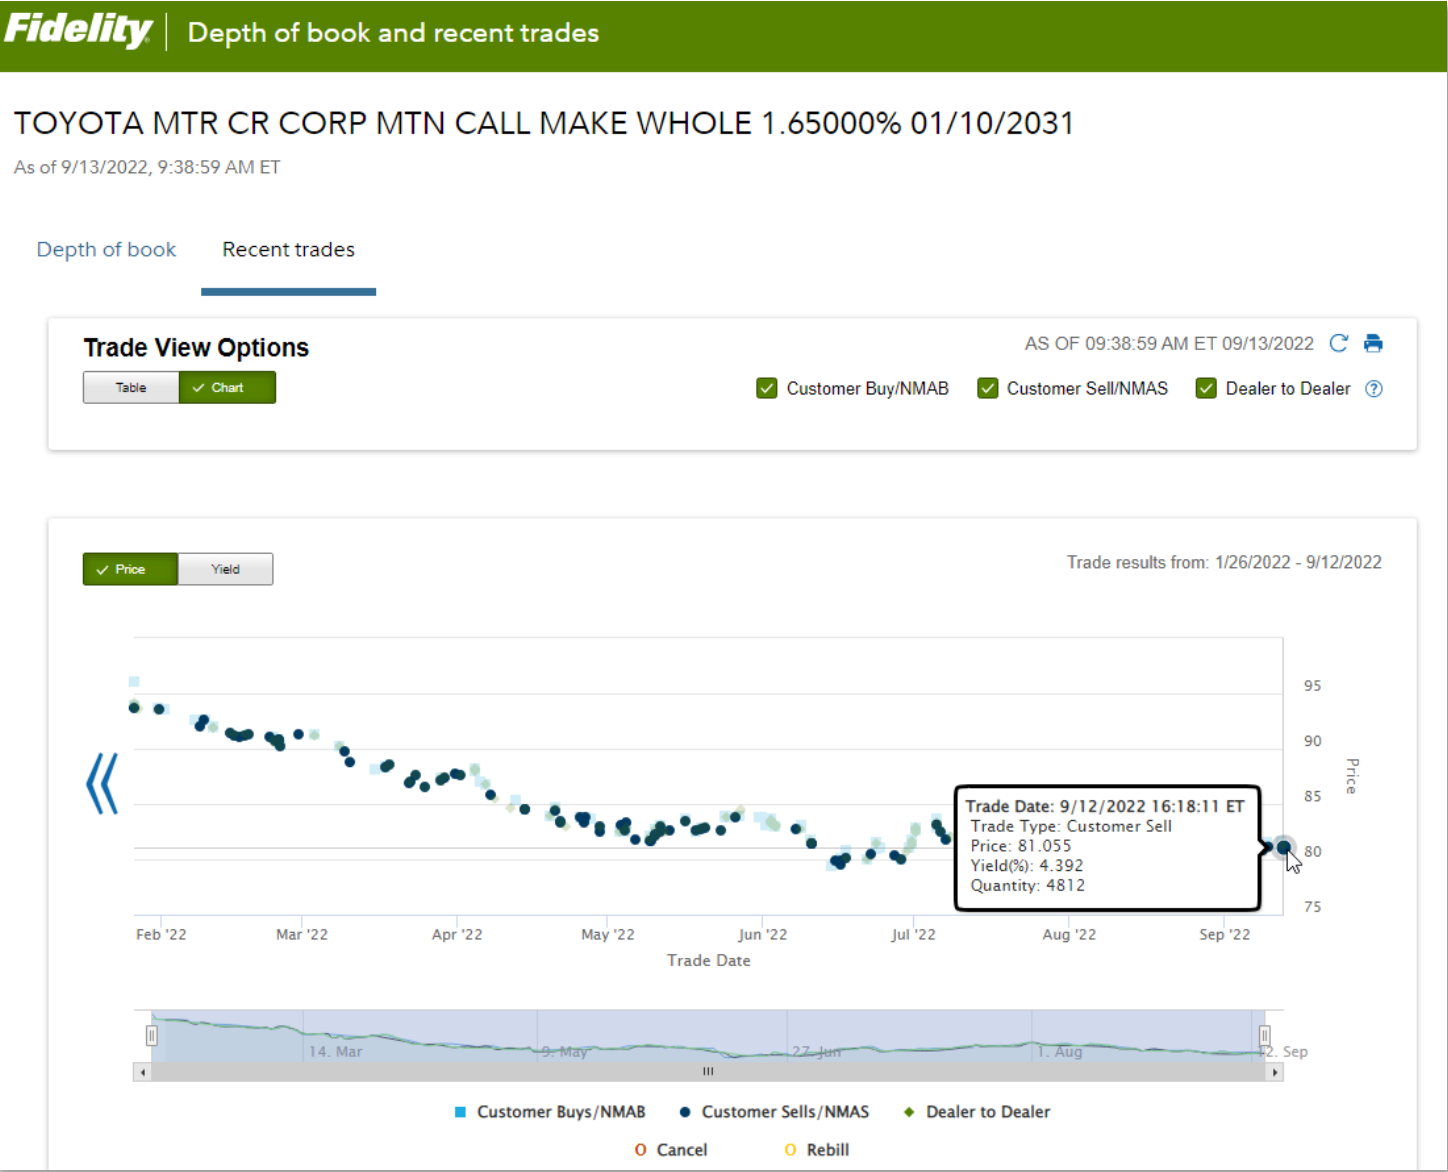 Fidelity Depth of book and recent trades
TOYOTA MTR CR CORP MTN CALL MAKE WHOLE 1.65000% 01/10/2031
As of 9/13/2022, 9:38:59 AM ET
Depth of book Recent trades
Trade View Options
AS OF 09:38:59 AM ET 09/13/2022
Table Chart
Customer Buy/NMAB Customer Sell/NMAS Dealer to Dealer ?
Price Yield
Trade results from: 1/26/2022 - 9/12/2022
95
90
85
80
75
Price
Trade Date: 9/12/2022 16:18:11 ET
Trade Type: Customer Sell
Price: 81.055
Yield(%): 4.392
Quantity: 4812
Feb '22 Mar '22 Apr '22 May '22 Jun '22 Jul '22 Aug '22 Sep '22
Trade Date
14. Mar 9. May 27. Jun 1. Aug 12. Sep
Customer Buys/NMAB Customer Sells/NMAS Dealer to Dealer
Cancel Rebill